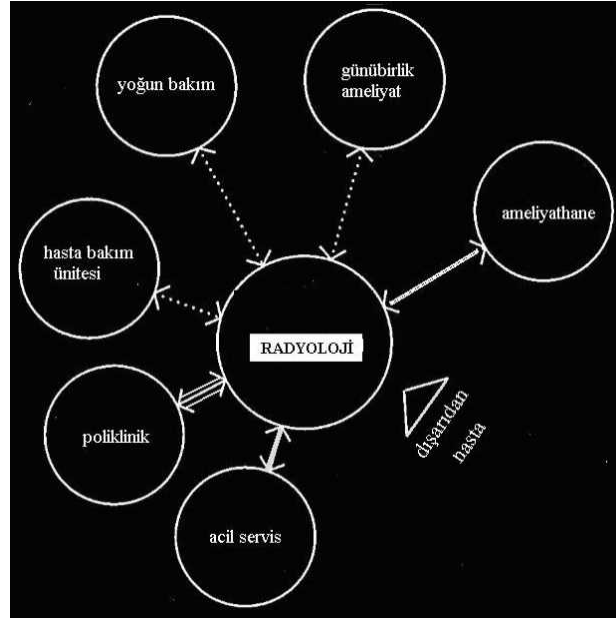 yoğun bakım
günübirlik
ameliyat
ameliyathane
hasta bakım
ünitesi
RADYOLOJİ
poliklinik
dışarıdan
hasta
acil servis